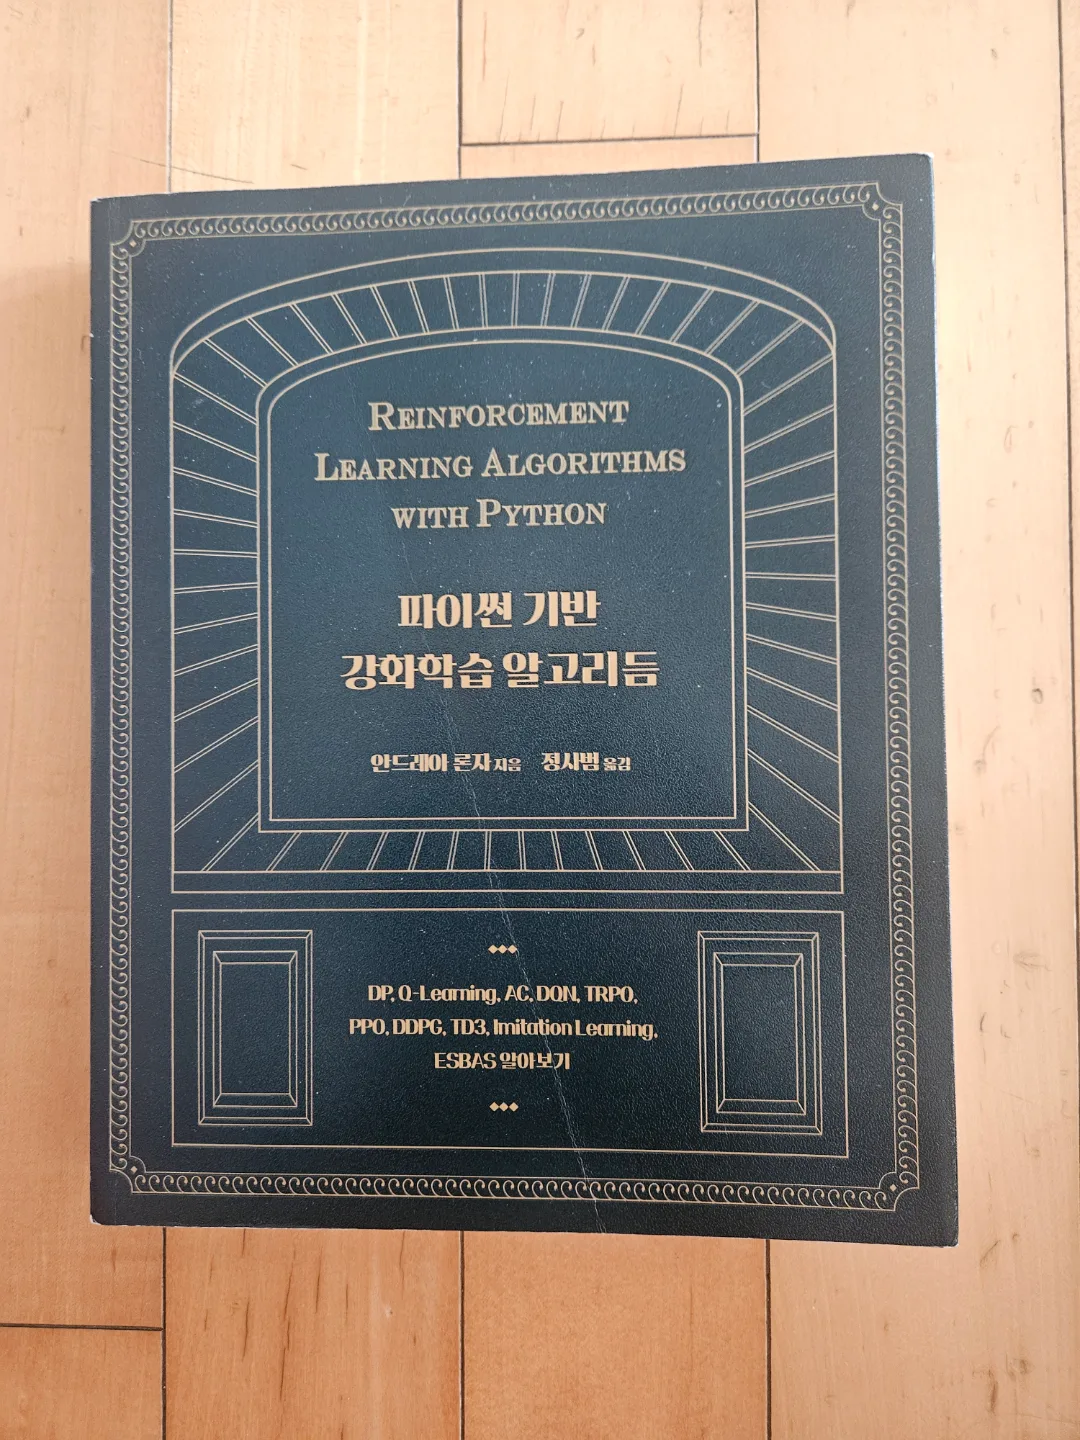 REINFORCEMENT
LEARNING ALGORITHMS
WITH PYTHON
파이썬 기반
강화학습 알고리듬
안드레아 론자 지음 정사범 옮김
DP, Q-Learning, AC, DQN, TRPO,
PPO, DDPG, TD3, Imitation Learning,
ESBAS 알아보기